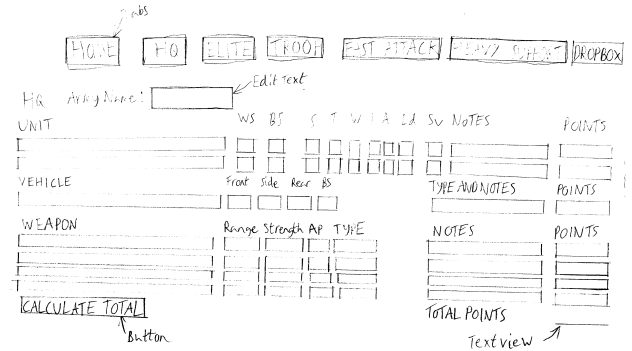 Tabs
HOME HQ ELITE TROOP FAST ATTACK HEAVY SUPPORT DROPBOX
Edit Text
HQ Army Name:
UNIT WS BS S T W I A Ld Sv NOTES POINTS
VEHICLE Front Side Rear BS TYPE AND NOTES POINTS
WEAPON Range Strength AP TYPE NOTES POINTS
CALCULATE TOTAL TOTAL POINTS
Button Textview